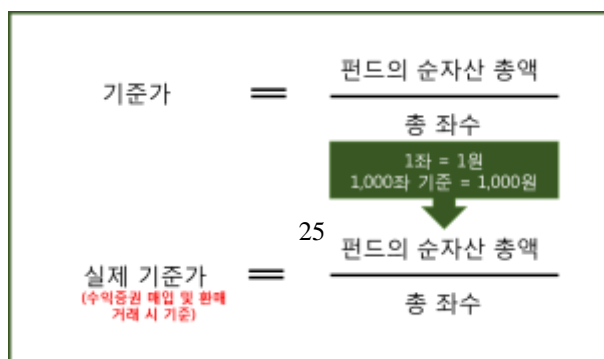 기준가 = 펀드의 순자산 총액
총 좌수
1좌 = 1원
1,000좌 기준 = 1,000원
25
실제 기준가 = 펀드의 순자산 총액
(수익증권 매입 및 환매
거래 시 기준)
총 좌수